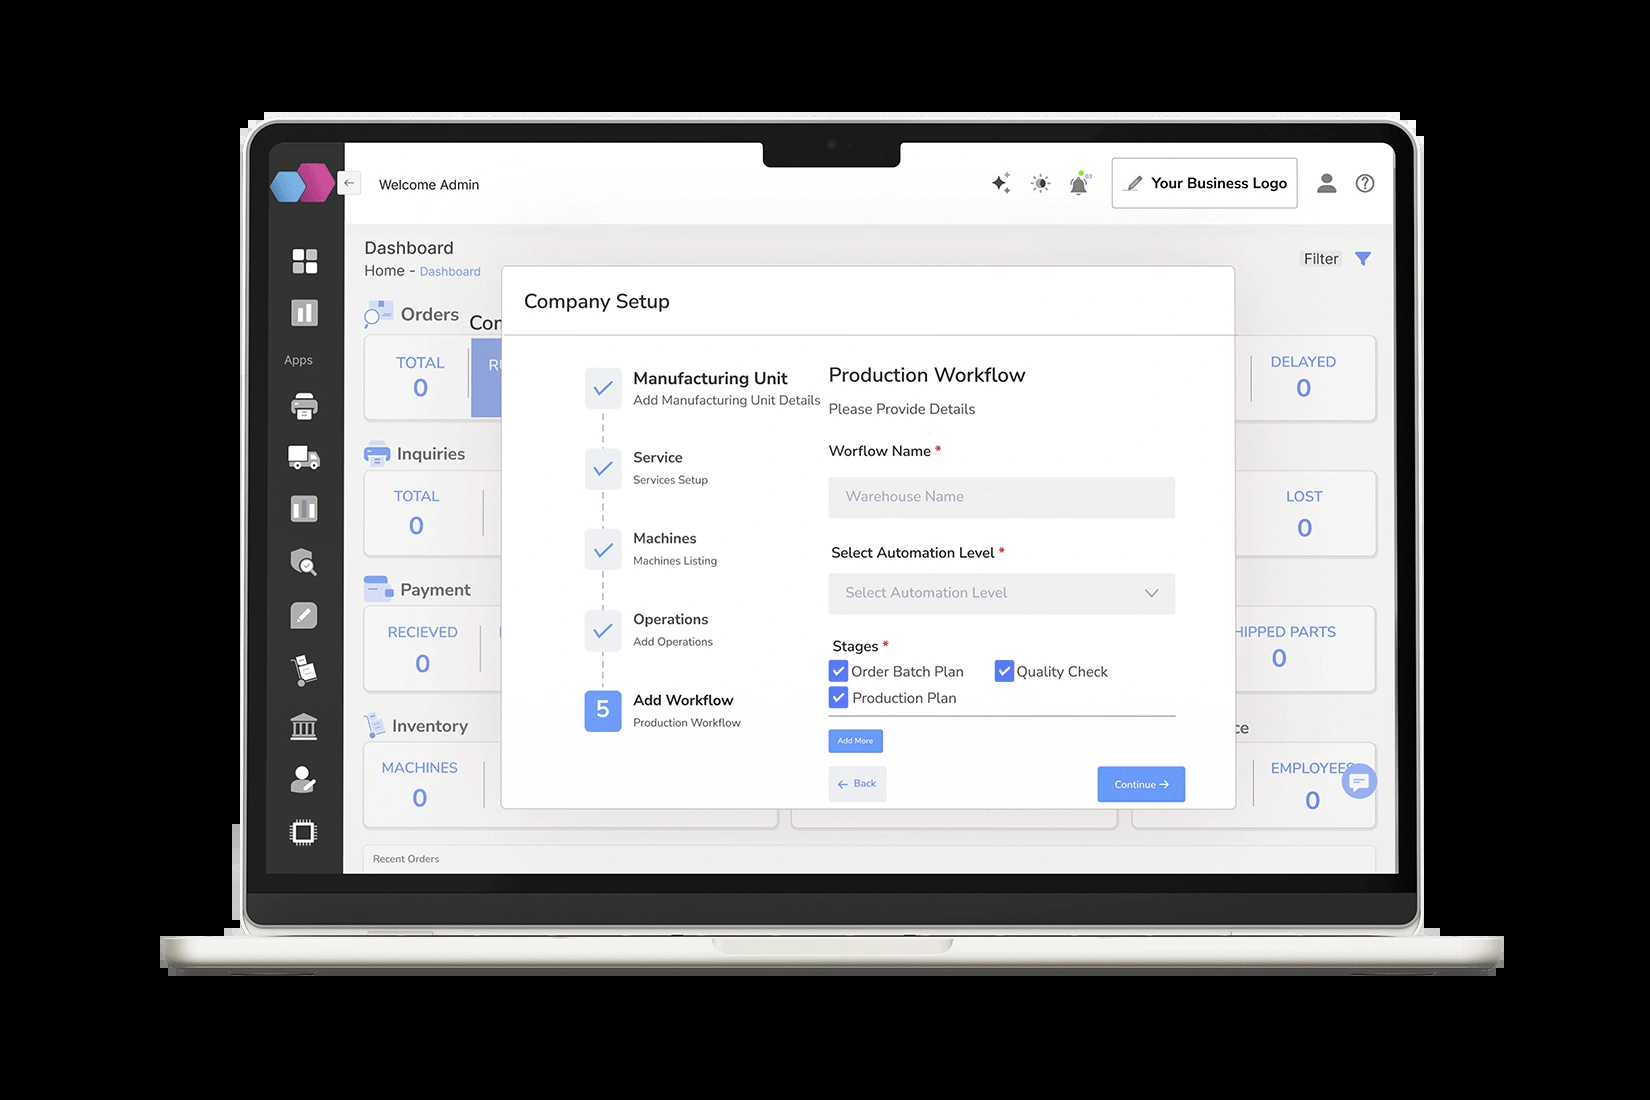 Welcome Admin
Your Business Logo
Dashboard
Home - Dashboard
Filter
Orders
TOTAL
0
DELAYED
0
Inquiries
TOTAL
0
LOST
0
Payment
RECIEVED
0
HIPPED PARTS
0
Inventory
MACHINES
0
EMPLOYEES
0
Recent Orders
Apps
Company Setup
Manufacturing Unit
Add Manufacturing Unit Details
Service
Services Setup
Machines
Machines Listing
Operations
Add Operations
5
Add Workflow
Production Workflow
Production Workflow
Please Provide Details
Worflow Name *
Warehouse Name
Select Automation Level *
Select Automation Level
Stages *
Order Batch Plan
Quality Check
Production Plan
Add More
← Back
Continue →